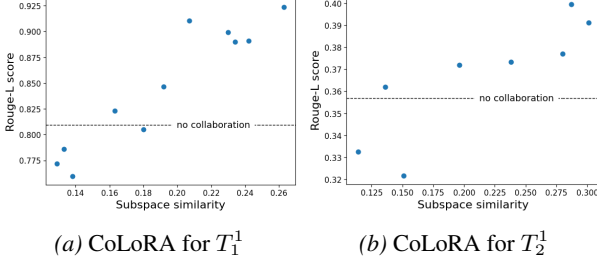 0.925
0.900
0.875
0.850
0.825
0.800
0.775
Rouge-L score
no collaboration
0.14 0.16 0.18 0.20 0.22 0.24 0.26
Subspace similarity
(a) CoLoRA for T₁¹
0.40
0.39
0.38
0.37
0.36
0.35
0.34
0.33
0.32
Rouge-L score
no collaboration
0.125 0.150 0.175 0.200 0.225 0.250 0.275 0.300
Subspace similarity
(b) CoLoRA for T₂¹